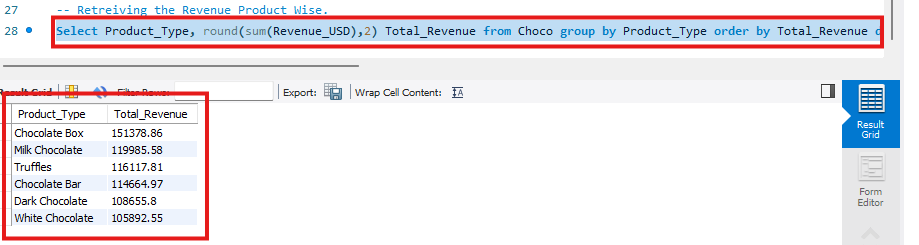 27 -- Retreiving the Revenue Product Wise.
28 Select Product_Type, round(sum(Revenue_USD),2) Total_Revenue from Choco group by Product_Type order by Total_Revenue
Result Grid Filter Rows: Export: Wrap Cell Content: IA
Product_Type Total_Revenue
Chocolate Box 151378.86
Milk Chocolate 119985.58
Truffles 116117.81
Chocolate Bar 114664.97
Dark Chocolate 108655.8
White Chocolate 105892.55
Result
Grid
Form
Editor